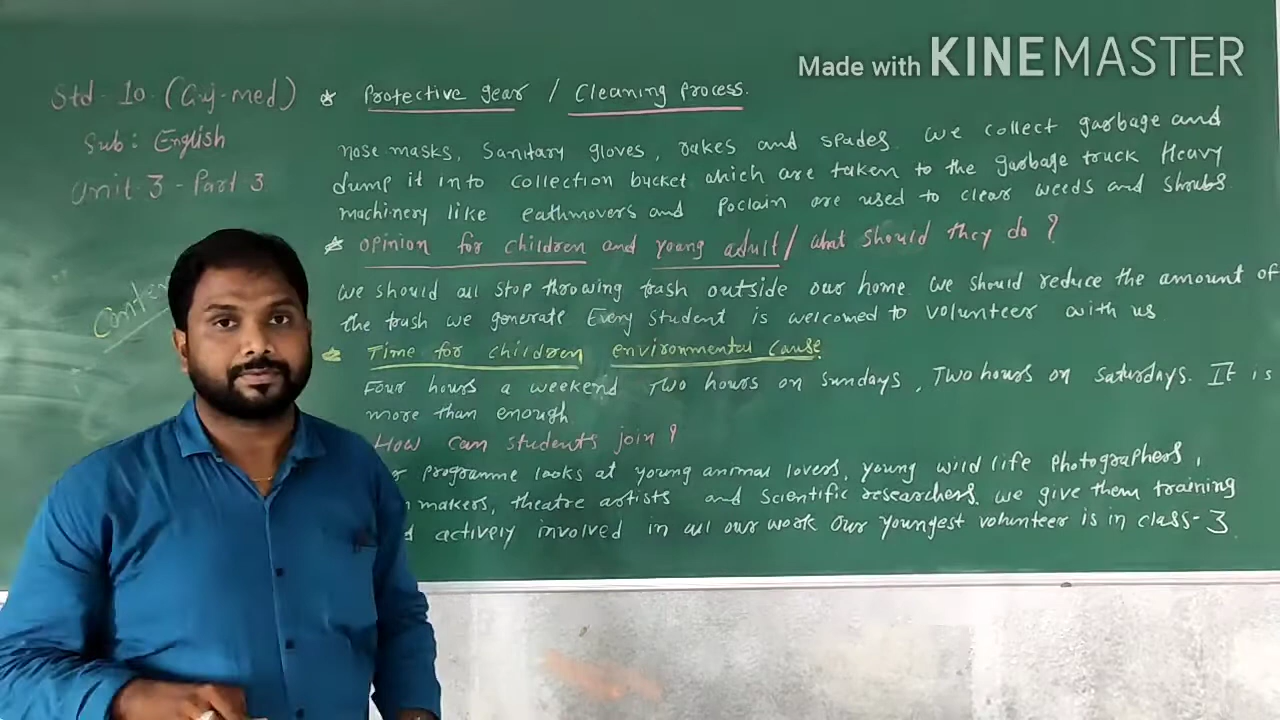 Made with KINEMASTER
Std - 10 (Guj-med)
Sub: English
Unit 3 - Part 3
* Protective gear / Cleaning process.
nose masks, sanitary gloves, rakes and spades. we collect garbage and
dump it into collection bucket which are taken to the garbage truck Heavy
machinery like eathmovers and Poclain are used to clear weeds and shrubs
* opinion for children and young adult / what should they do ?
we should all stop throwing trash outside our home we should reduce the amount of
the trash we generate Every student is welcomed to volunteer with us
* Time for children environmental cause
Four hours a weekend Two hours on sundays, Two hours on saturdays. It is
more than enough
How can students join ?
programme looks at young animal lovers, young wild life photographers,
makers, theatre artists and scientific researchers. we give them training
actively involved in all our work our youngest volunteer is in class-3